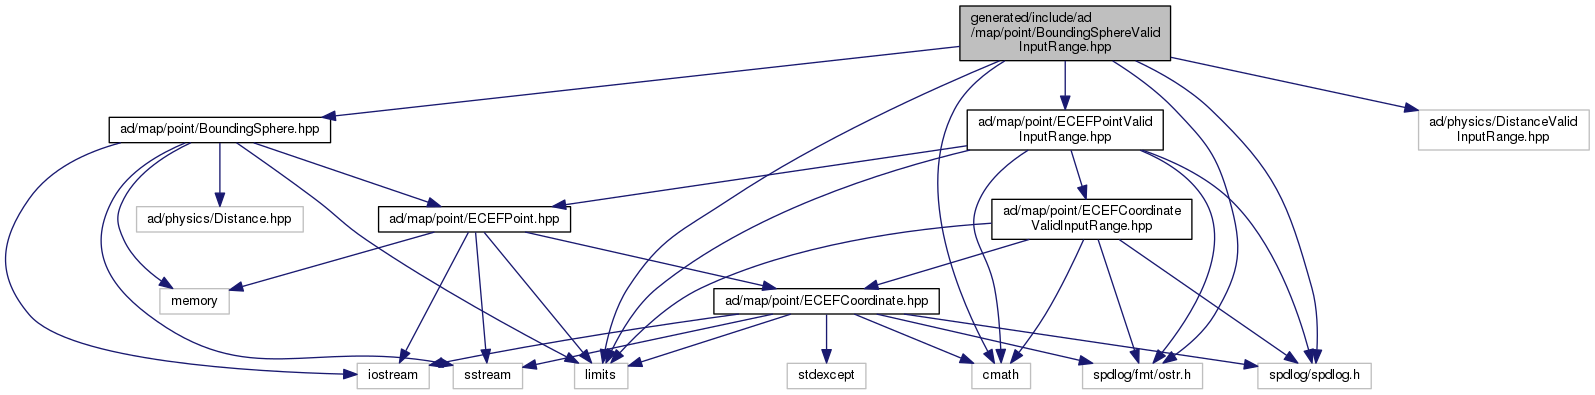 generated/include/ad
/map/point/BoundingSphereValid
InputRange.hpp
ad/map/point/BoundingSphere.hpp
ad/map/point/ECEFPointValid
InputRange.hpp
ad/physics/DistanceValid
InputRange.hpp
ad/physics/Distance.hpp
ad/map/point/ECEFPoint.hpp
ad/map/point/ECEFCoordinate
ValidInputRange.hpp
memory
ad/map/point/ECEFCoordinate.hpp
iostream
sstream
limits
stdexcept
cmath
spdlog/fmt/ostr.h
spdlog/spdlog.h